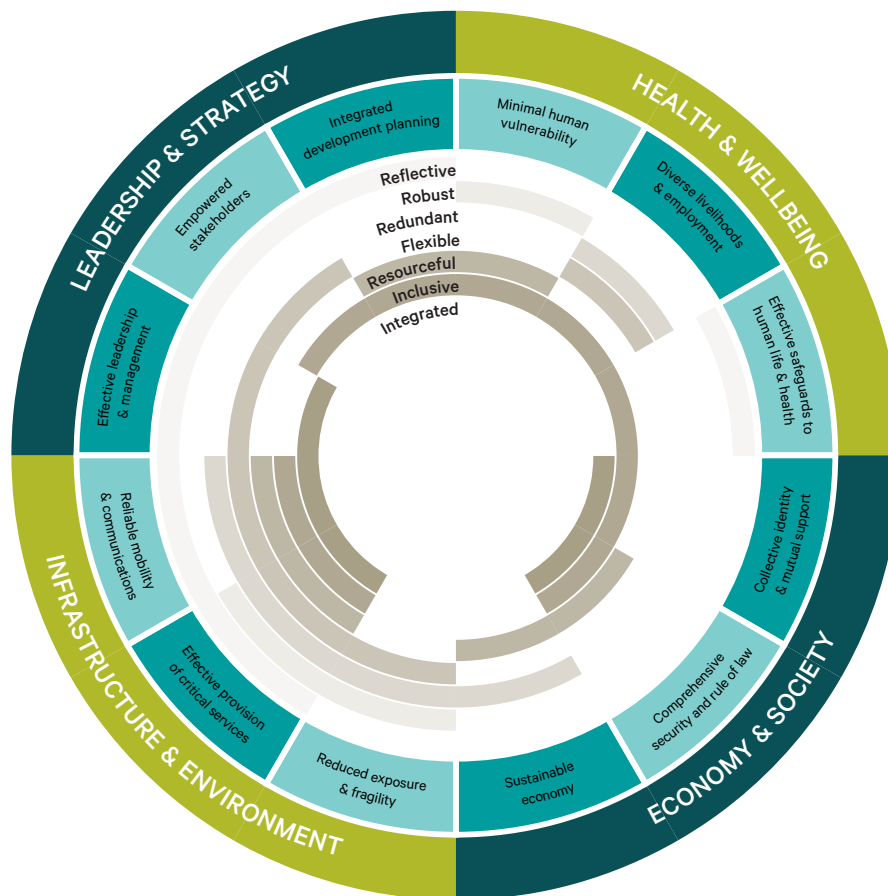 LEADERSHIP & STRATEGY
HEALTH & WELLBEING
Integrated
development planning
Minimal human
vulnerability
Empowered
stakeholders
Diverse livelihoods
& employment
Effective leadership
& management
Effective safeguards to
human life & health
Reflective
Robust
Redundant
Flexible
Resourceful
Inclusive
Integrated
Reliable mobility
& communications
Collective identity
& mutual support
Effective provision
of critical services
Comprehensive
security and rule of law
Reduced exposure
& fragility
Sustainable
economy
INFRASTRUCTURE & ENVIRONMENT
ECONOMY & SOCIETY